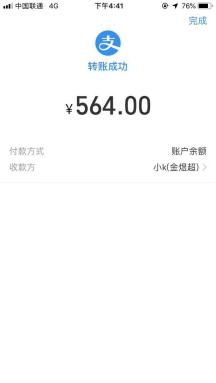 中国联通 4G 下午4:41 76%
完成
支
转账成功
¥564.00
付款方式 账户余额
收款方 小k(金煜超)